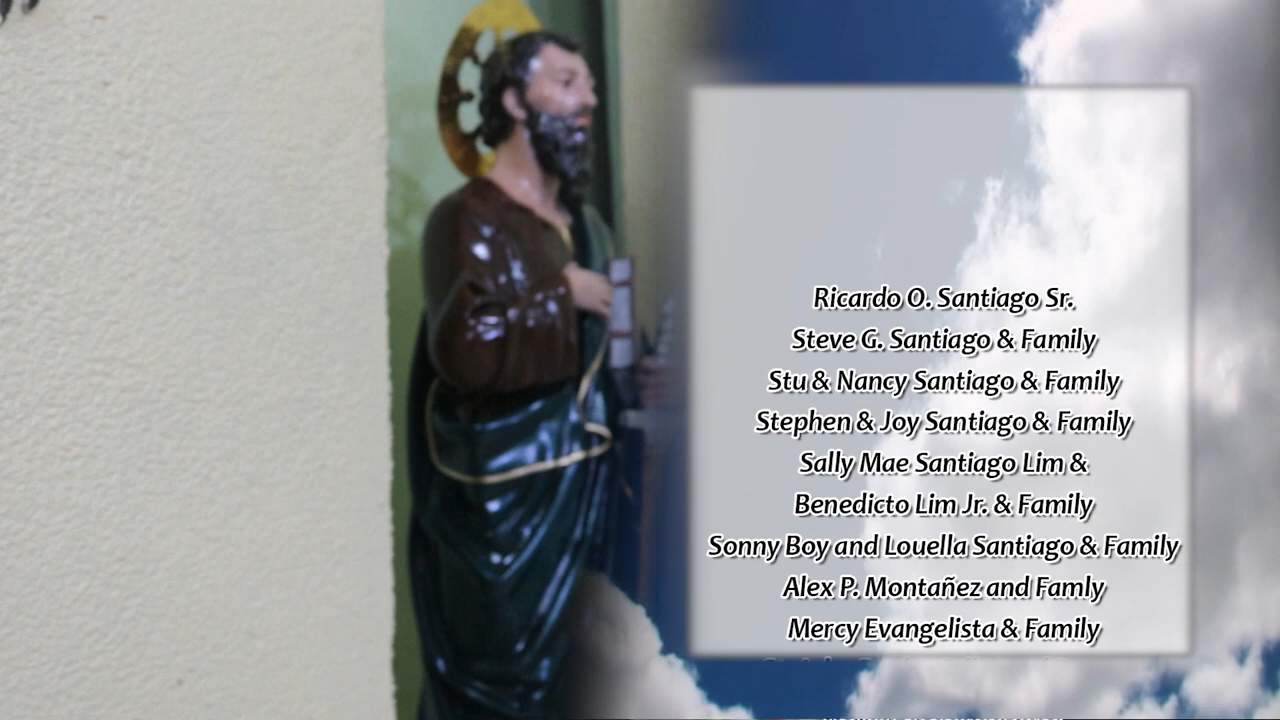 Ricardo O. Santiago Sr.
Steve G. Santiago & Family
Stu & Nancy Santiago & Family
Stephen & Joy Santiago & Family
Sally Mae Santiago Lim &
Benedicto Lim Jr. & Family
Sonny Boy and Louella Santiago & Family
Alex P. Montañez and Famly
Mercy Evangelista & Family